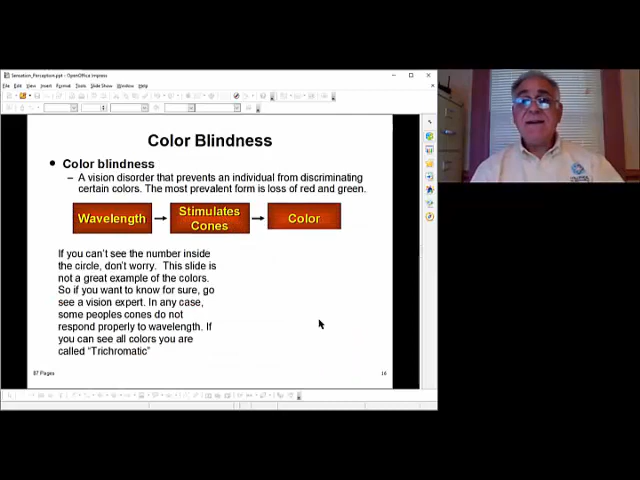 Sensation_Perception.ppt - OpenOffice Impress
File Edit View Insert Format Tools Slide Show Window Help
Color Blindness
• Color blindness
– A vision disorder that prevents an individual from discriminating
certain colors. The most prevalent form is loss of red and green.
Wavelength
Stimulates
Cones
Color
If you can't see the number inside
the circle, don't worry. This slide is
not a great example of the colors.
So if you want to know for sure, go
see a vision expert. In any case,
some peoples cones do not
respond properly to wavelength. If
you can see all colors you are
called "Trichromatic"
87 Pages
16